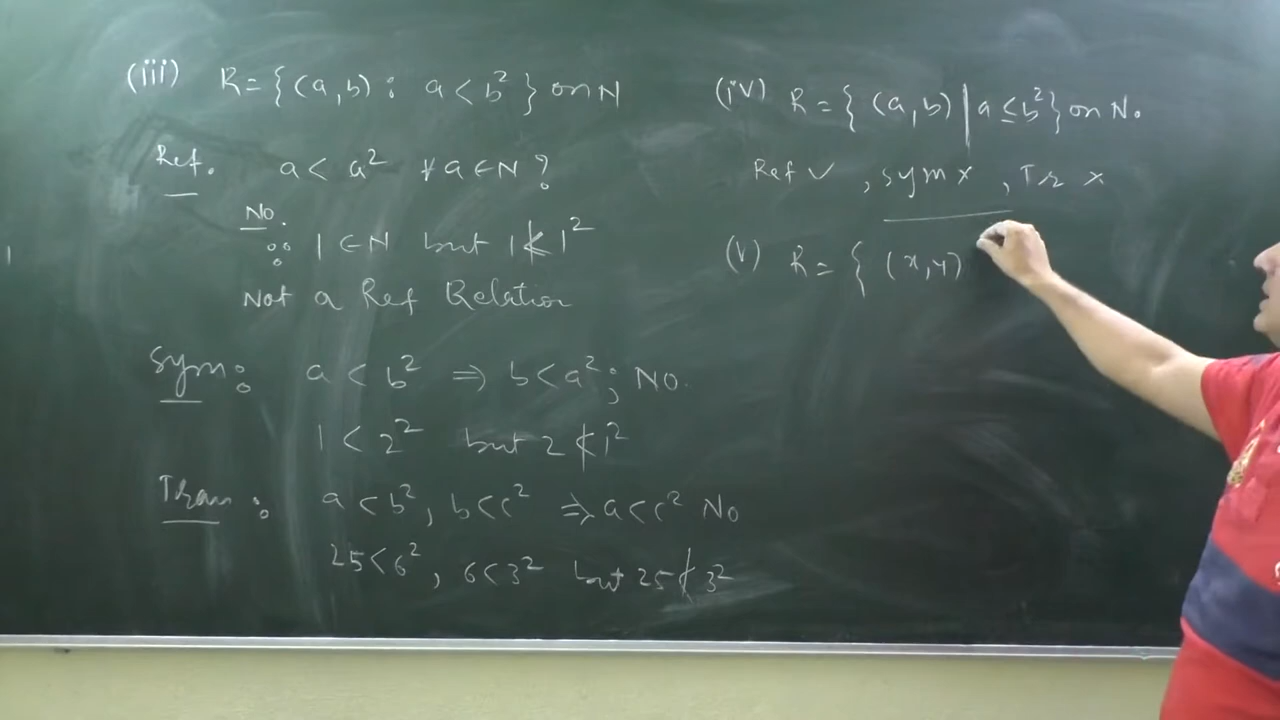 (iii) R = {(a,b) : a < b²} on N
Ref. a < a² ∀ a ∈ N ?
No.
∵ 1 ∈ N but 1 ≮ 1²
Not a Ref Relation
Sym: a < b² ⇒ b < a² ; No.
1 < 2² but 2 ≮ 1²
Tran: a < b², b < c² ⇒ a < c² No
25 < 6², 6 < 3² but 25 ≮ 3²
(iv) R = {(a,b) | a ≤ b²} on N.
Ref ✓, sym x, Tr x
(v) R = { (x,y)